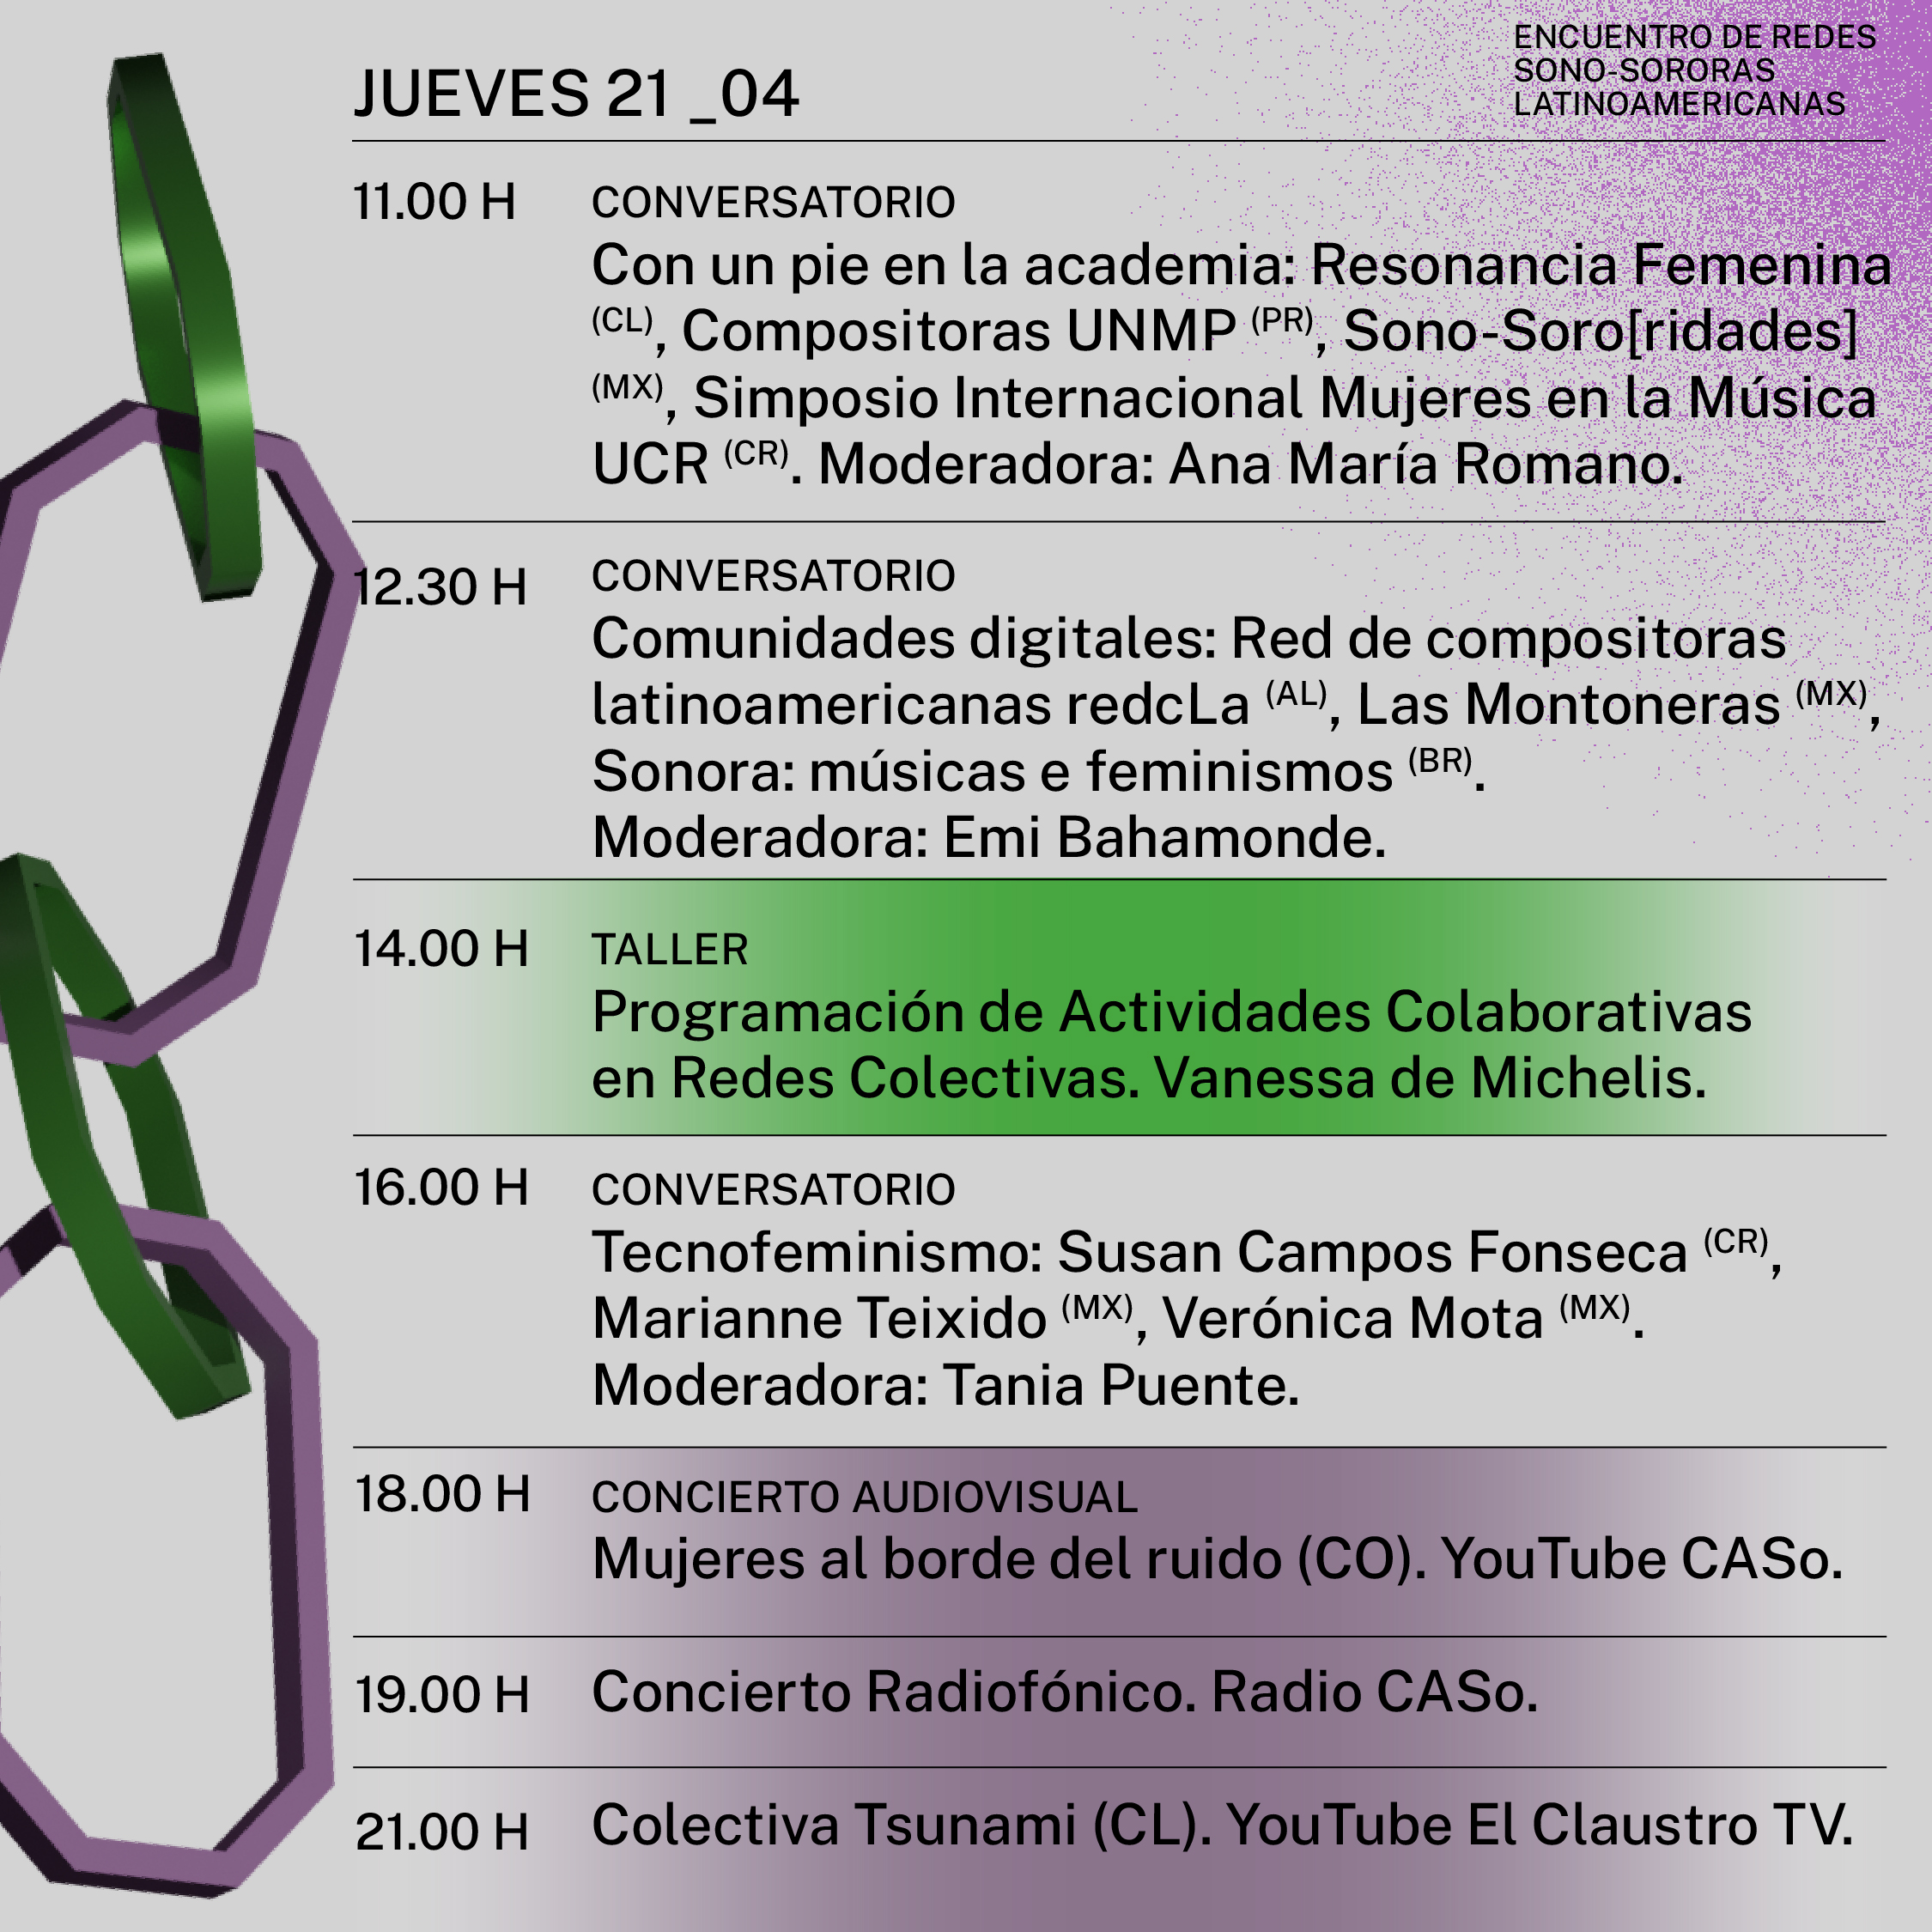 ENCUENTRO DE REDES
SONO-SORORAS
LATINOAMERICANAS
JUEVES 21 _04
11.00 H
CONVERSATORIO
Con un pie en la academia: Resonancia Femenina
(CL), Compositoras UNMP (PR), Sono-Soro[ridades]
(MX), Simposio Internacional Mujeres en la Música
UCR (CR). Moderadora: Ana María Romano.
12.30 H
CONVERSATORIO
Comunidades digitales: Red de compositoras
latinoamericanas redcLa (AL), Las Montoneras (MX),
Sonora: músicas e feminismos (BR).
Moderadora: Emi Bahamonde.
14.00 H
TALLER
Programación de Actividades Colaborativas
en Redes Colectivas. Vanessa de Michelis.
16.00 H
CONVERSATORIO
Tecnofeminismo: Susan Campos Fonseca (CR),
Marianne Teixido (MX), Verónica Mota (MX).
Moderadora: Tania Puente.
18.00 H
CONCIERTO AUDIOVISUAL
Mujeres al borde del ruido (CO). YouTube CASo.
19.00 H
Concierto Radiofónico. Radio CASo.
21.00 H
Colectiva Tsunami (CL). YouTube El Claustro TV.